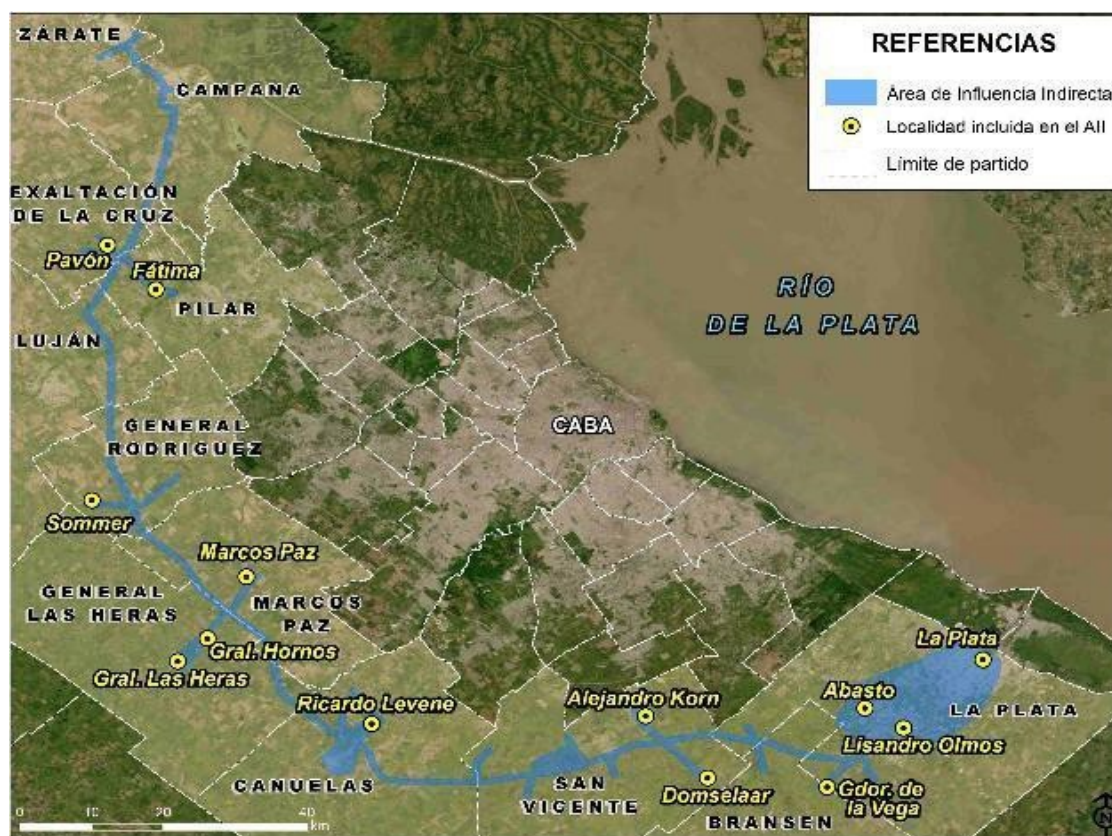 REFERENCIAS
Área de Influencia Indirecta
Localidad incluida en el AII
Límite de partido
ZÁRATE
CAMPANA
EXALTACIÓN
DE LA CRUZ
Pavón
Fátima
PILAR
LUJÁN
RÍO
DE LA PLATA
GENERAL
RODRIGUEZ
CABA
Sommer
Marcos Paz
GENERAL
LAS HERAS
MARCOS
PAZ
Gral. Hornos
Gral. Las Heras
La Plata
Ricardo Levene
Alejandro Korn
Abasto
LA PLATA
Lisandro Olmos
CANUELAS
SAN
VICENTE
Domselaar
Gdor. de
la Vega
BRANSEN
0 10 20 40
km
N